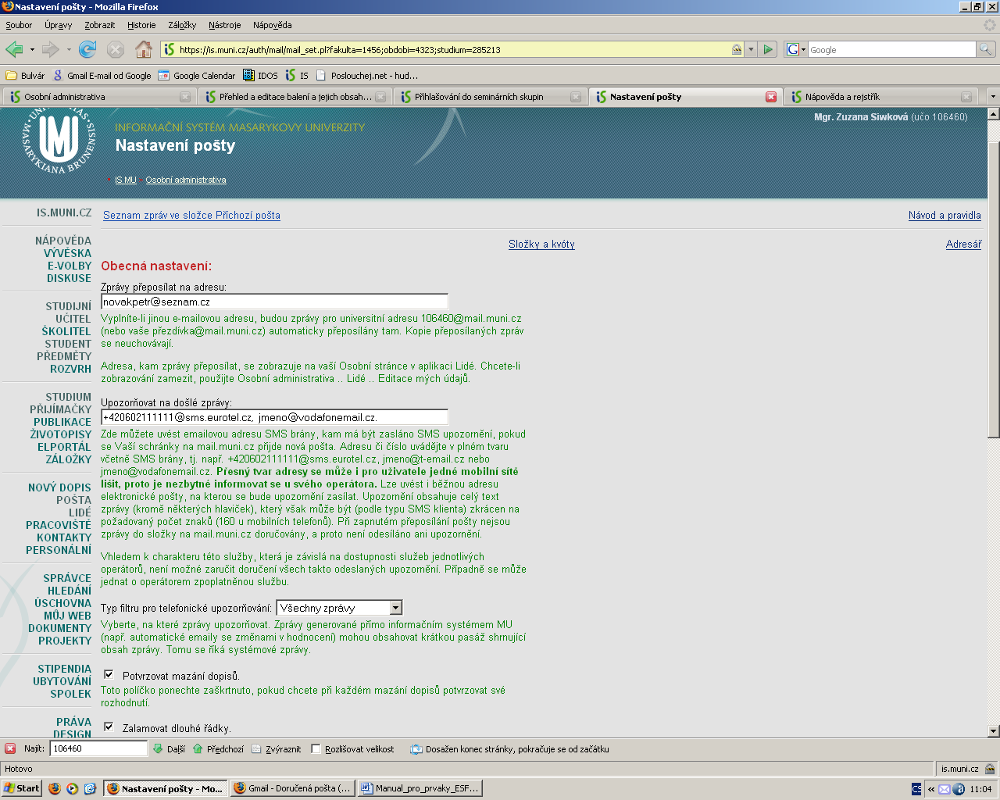 Nastavení pošty - Mozilla Firefox
Soubor Úpravy Zobrazit Historie Záložky Nástroje Nápověda
https://is.muni.cz/auth/mail/mail_set.pl?fakulta=1456;obdobi=4323;studium=285213 G Google
Bulvár Gmail E-mail od Google Google Calendar IDOS IS Poslouchej.net - hud...
Osobní administrativa Přehled a editace balení a jejich obsah... Přihlašování do seminárních skupin Nastavení pošty Nápověda a rejstřík
INFORMAČNÍ SYSTÉM MASARYKOVY UNIVERZITY
Mgr. Zuzana Siwková (učo 106460)
Nastavení pošty
IS MU Osobní administrativa
IS.MUNI.CZ
NÁPOVĚDA
VÝVĚSKA
E-VOLBY
DISKUSE
STUDIJNÍ
UČITEL
ŠKOLITEL
STUDENT
PŘEDMĚTY
ROZVRH
STUDIUM
PŘIJÍMAČKY
PUBLIKACE
ŽIVOTOPISY
ELPORTÁL
ZÁLOŽKY
NOVÝ DOPIS
POŠTA
LIDÉ
PRACOVIŠTĚ
KONTAKTY
PERSONÁLNÍ
SPRÁVCE
HLEDÁNÍ
ÚSCHOVNA
MŮJ WEB
DOKUMENTY
PROJEKTY
STIPENDIA
UBYTOVÁNÍ
SPOLEK
PRÁVA
DESIGN
Seznam zpráv ve složce Příchozí pošta Návod a pravidla
Složky a kvóty Adresář
Obecná nastavení:
Zprávy přeposílat na adresu:
novakpetr@seznam.cz
Vyplníte-li jinou e-mailovou adresu, budou zprávy pro universitní adresu 106460@mail.muni.cz
(nebo vaše přezdívka@mail.muni.cz) automaticky přeposílány tam. Kopie přeposílaných zpráv
se neuchovávají.
Adresa, kam zprávy přeposílat, se zobrazuje na vaší Osobní stránce v aplikaci Lidé. Chcete-li
zobrazování zamezit, použijte Osobní administrativa .. Lidé .. Editace mých údajů.
Upozorňovat na došlé zprávy:
+420602111111@sms.eurotel.cz, jmeno@vodafonemail.cz.
Zde můžete uvést emailovou adresu SMS brány, kam má být zasláno SMS upozornění, pokud
se Vaší schránky na mail.muni.cz přijde nová pošta. Adresu či číslo uvádějte v plném tvaru
včetně SMS brány, tj. např. +420602111111@sms.eurotel.cz, jmeno@t-email.cz nebo
jmeno@vodafonemail.cz. Přesný tvar adresy se může i pro uživatele jedné mobilní sítě
lišit, proto je nezbytné informovat se u svého operátora. Lze uvést i běžnou adresu
elektronické pošty, na kterou se bude upozornění zasílat. Upozornění obsahuje celý text
zprávy (kromě některých hlaviček), který však může být (podle typu SMS klienta) zkrácen na
požadovaný počet znaků (160 u mobilních telefonů). Při zapnutém přeposílání pošty nejsou
zprávy do složky na mail.muni.cz doručovány, a proto není odesíláno ani upozornění.
Vhledem k charakteru této služby, která je závislá na dostupnosti služeb jednotlivých
operátorů, není možné zaručit doručení všech takto odeslaných upozornění. Případně se může
jednat o operátorem zpoplatněnou službu.
Typ filtru pro telefonické upozorňování: Všechny zprávy
Vyberte, na které zprávy upozorňovat. Zprávy generované přímo informačním systémem MU
(např. automatické emaily se změnami v hodnocení) mohou obsahovat krátkou pasáž shrnující
obsah zprávy. Tomu se říká systémové zprávy.
Potvrzovat mazání dopisů.
Toto políčko ponechte zaškrtnuto, pokud chcete při každém mazání dopisů potvrzovat své
rozhodnutí.
Zalamovat dlouhé řádky.
Najít: 106460 Další Předchozí Zvýraznit Rozlišovat velikost Dosažen konec stránky, pokračuje se od začátku
Hotovo is.muni.cz
Start Nastavení pošty - Mo... Gmail - Doručená pošta (... Manual_pro_prvaky_ESF... CS « 11:04